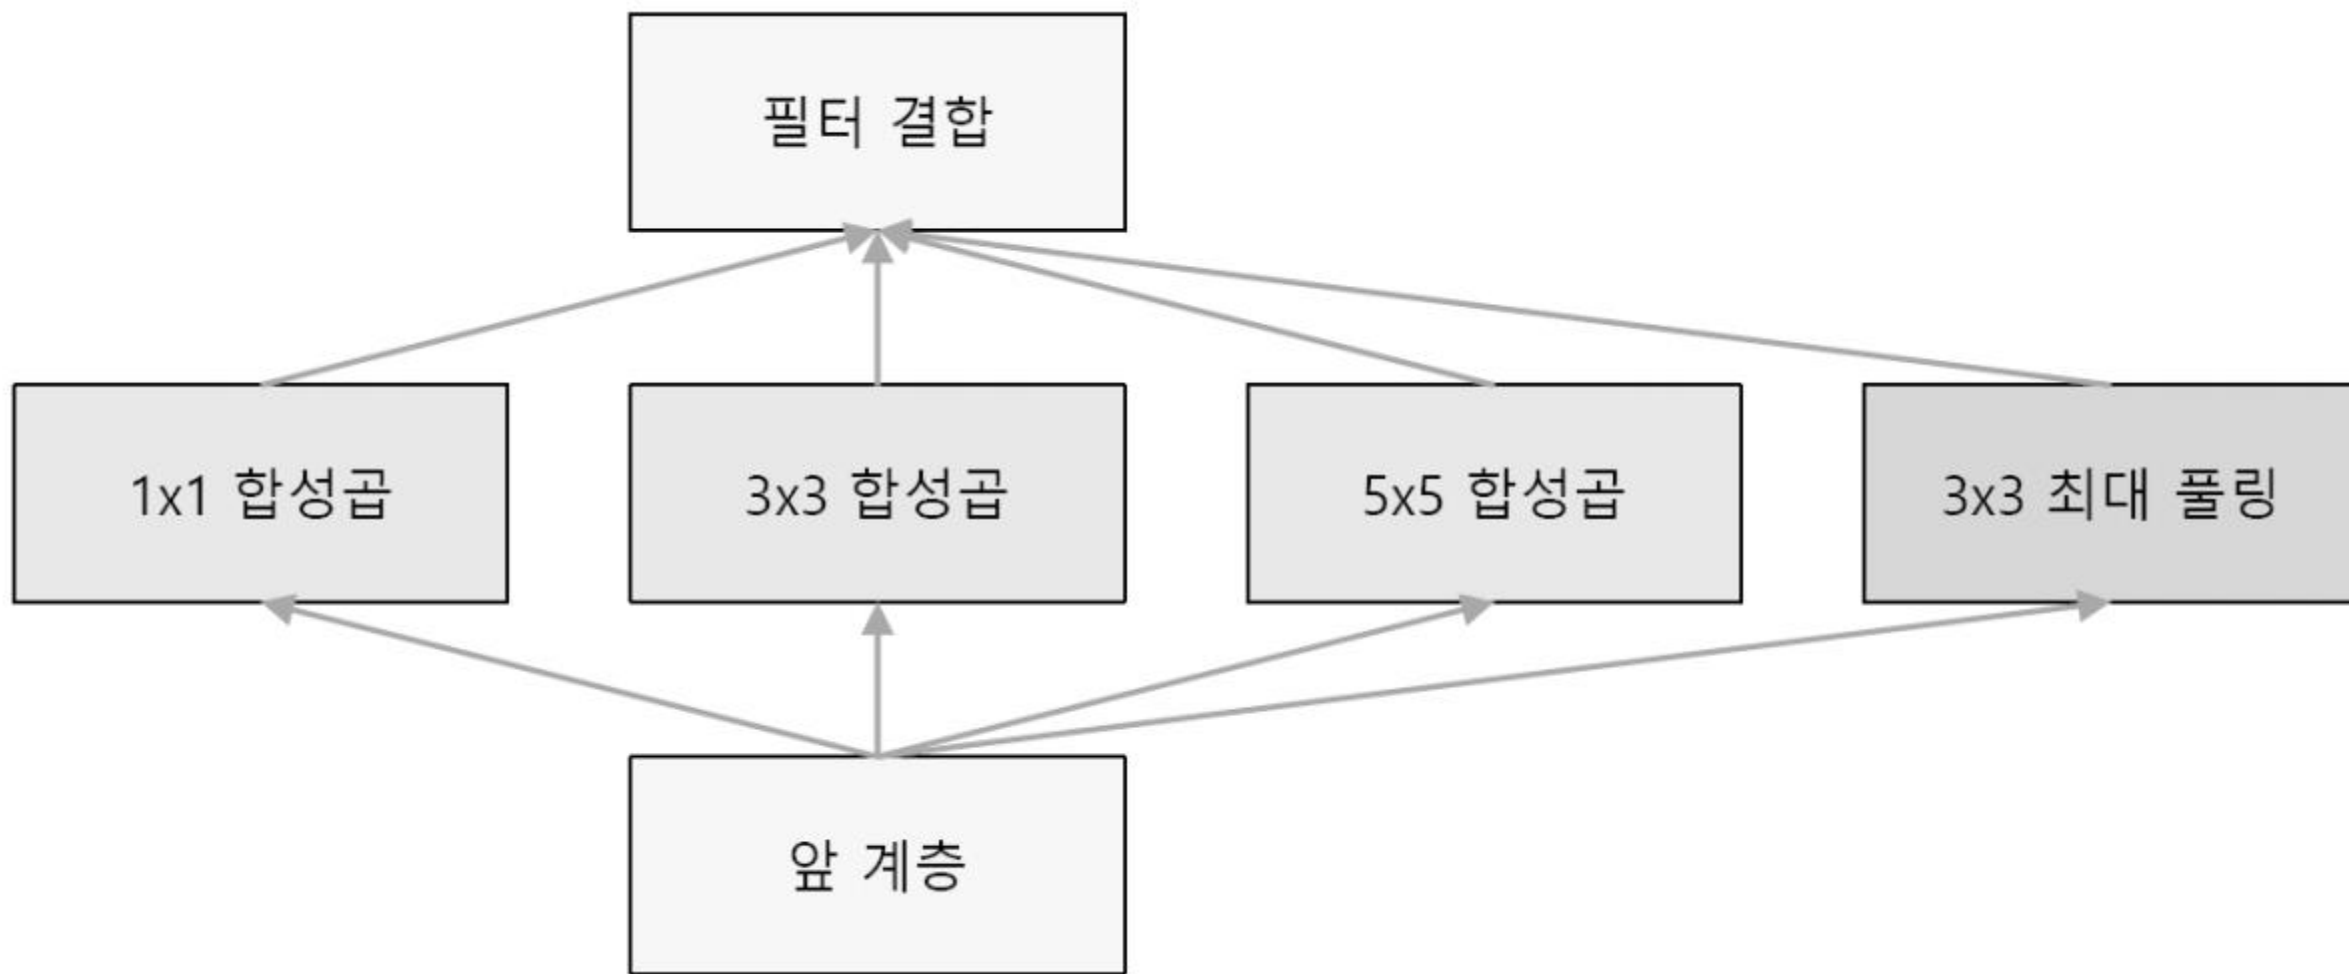 필터 결합
1x1 합성곱
3x3 합성곱
5x5 합성곱
3x3 최대 풀링
앞 계층